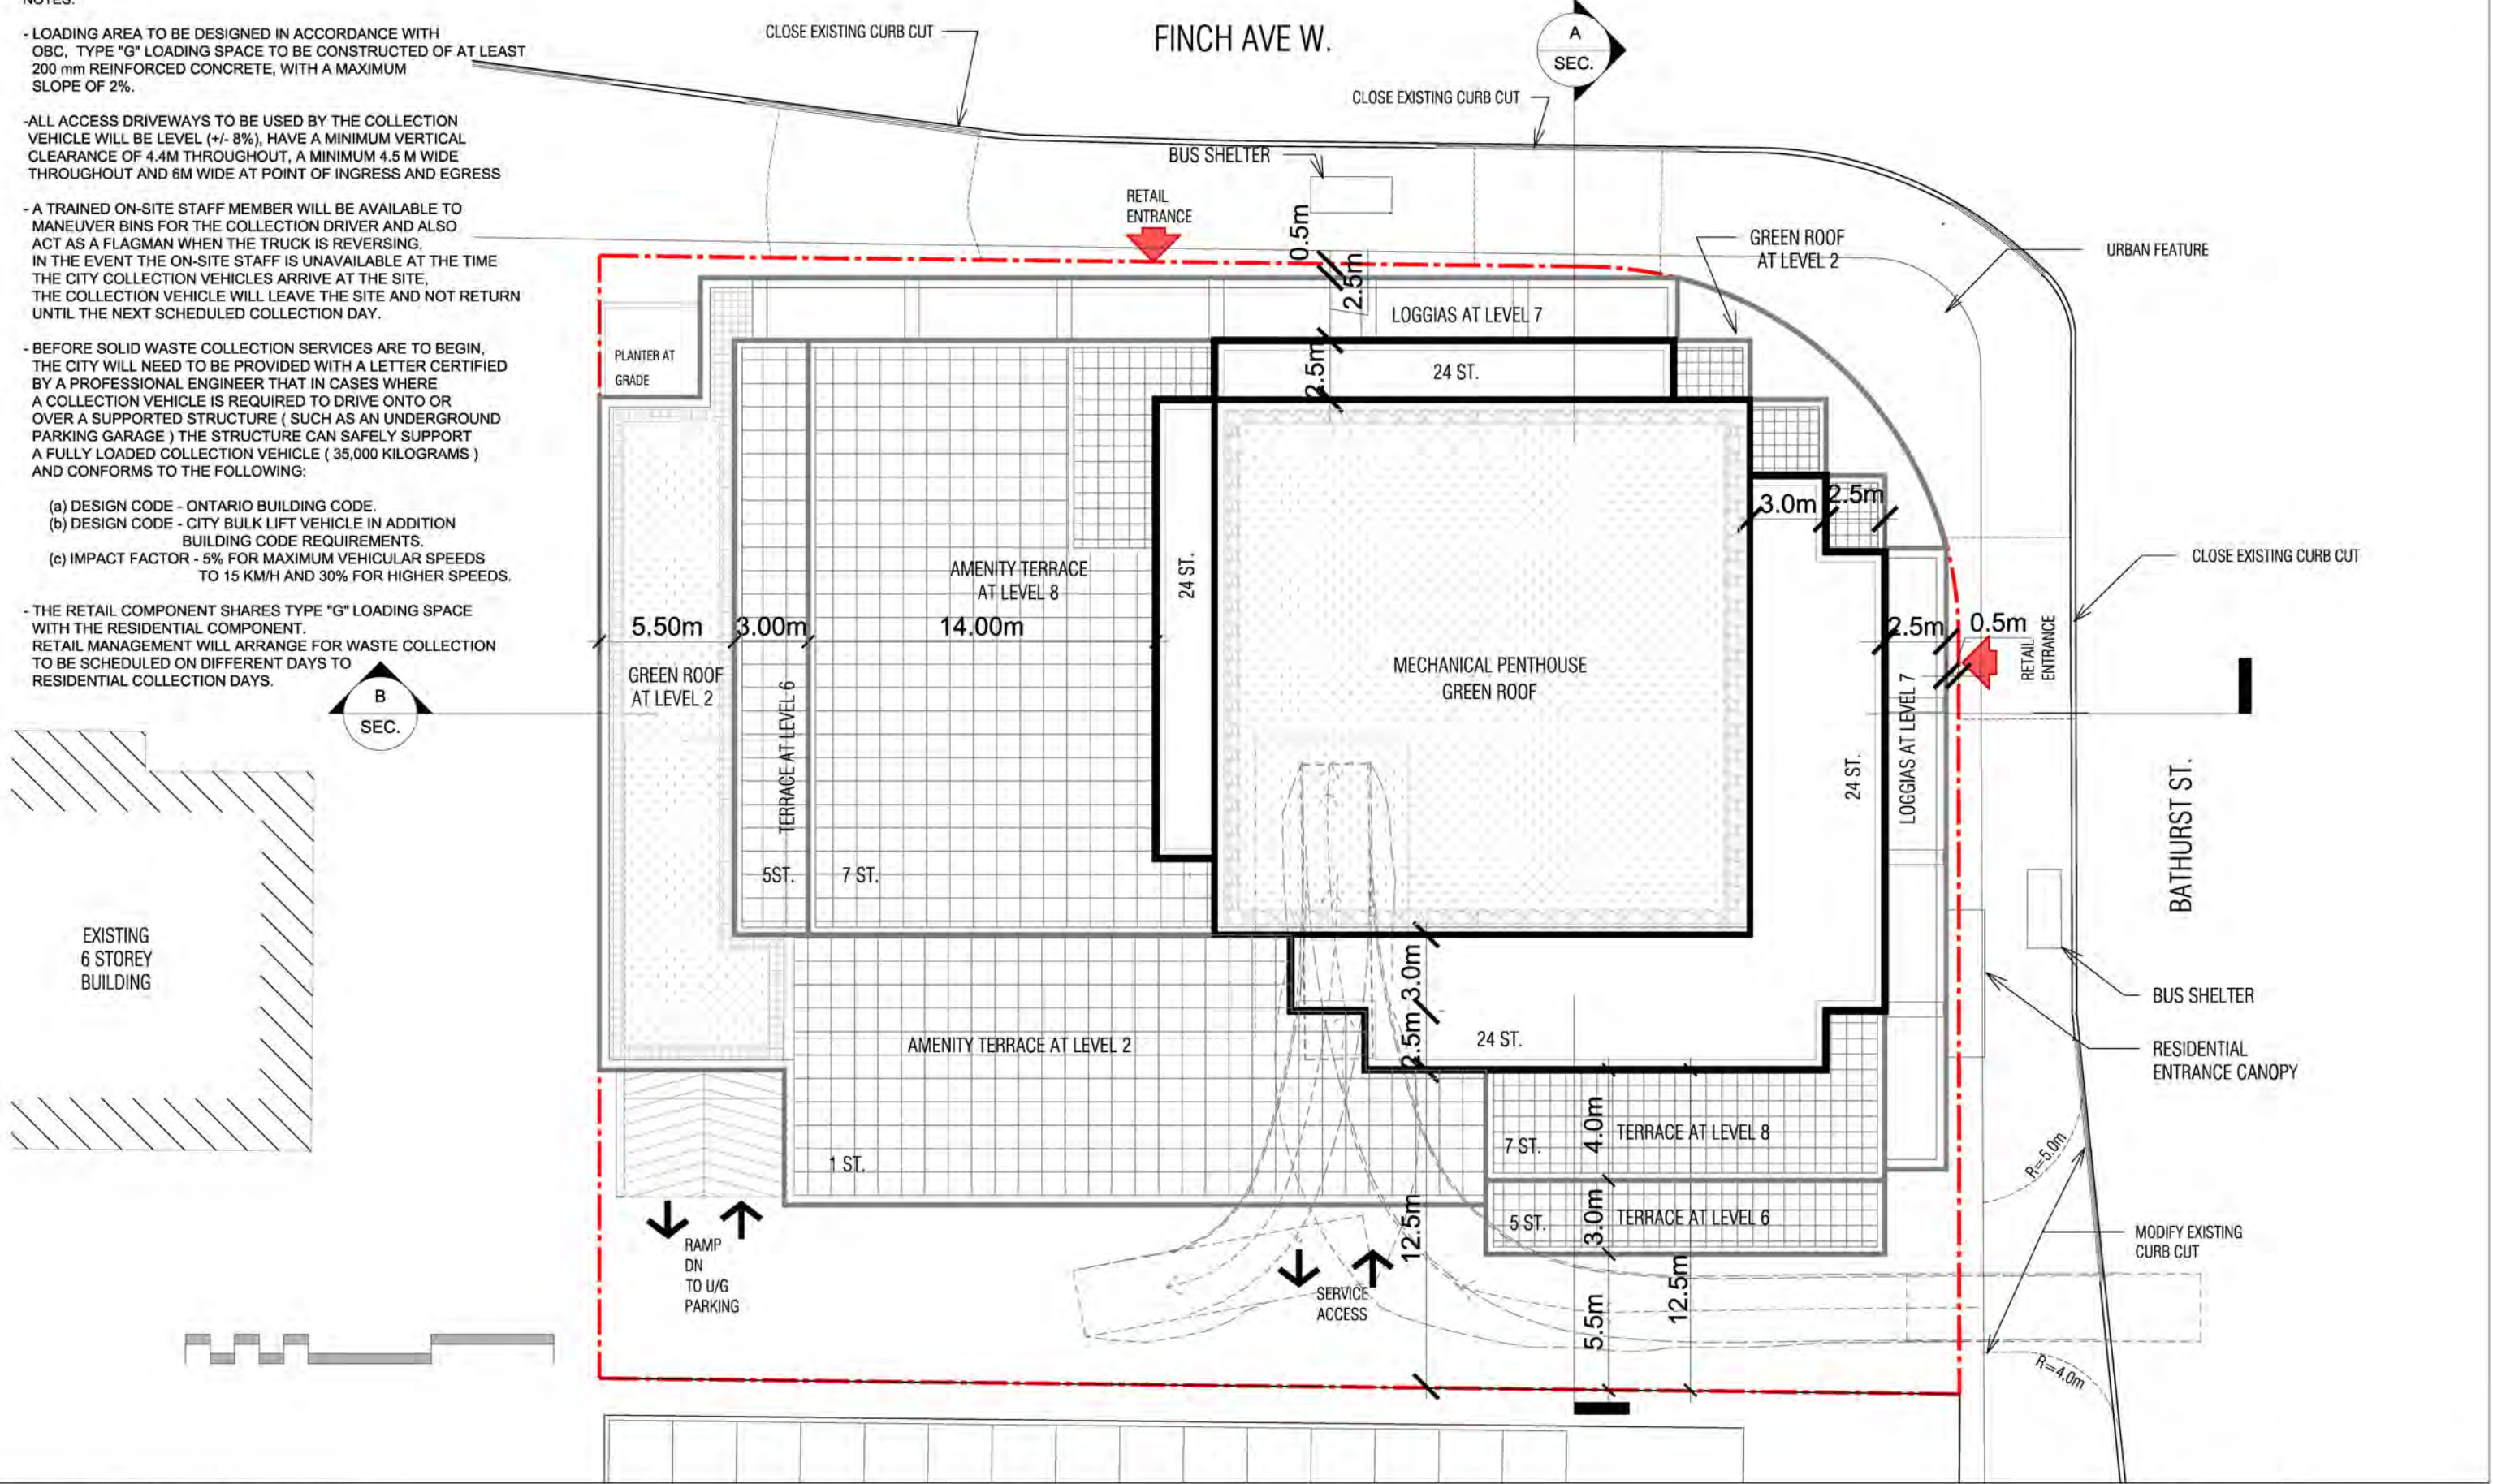 NOTES:
- LOADING AREA TO BE DESIGNED IN ACCORDANCE WITH
OBC, TYPE "G" LOADING SPACE TO BE CONSTRUCTED OF AT LEAST
200 mm REINFORCED CONCRETE, WITH A MAXIMUM
SLOPE OF 2%.
-ALL ACCESS DRIVEWAYS TO BE USED BY THE COLLECTION
VEHICLE WILL BE LEVEL (+/- 8%), HAVE A MINIMUM VERTICAL
CLEARANCE OF 4.4M THROUGHOUT, A MINIMUM 4.5 M WIDE
THROUGHOUT AND 6M WIDE AT POINT OF INGRESS AND EGRESS
- A TRAINED ON-SITE STAFF MEMBER WILL BE AVAILABLE TO
MANEUVER BINS FOR THE COLLECTION DRIVER AND ALSO
ACT AS A FLAGMAN WHEN THE TRUCK IS REVERSING.
IN THE EVENT THE ON-SITE STAFF IS UNAVAILABLE AT THE TIME
THE CITY COLLECTION VEHICLES ARRIVE AT THE SITE,
THE COLLECTION VEHICLE WILL LEAVE THE SITE AND NOT RETURN
UNTIL THE NEXT SCHEDULED COLLECTION DAY.
- BEFORE SOLID WASTE COLLECTION SERVICES ARE TO BEGIN,
THE CITY WILL NEED TO BE PROVIDED WITH A LETTER CERTIFIED
BY A PROFESSIONAL ENGINEER THAT IN CASES WHERE
A COLLECTION VEHICLE IS REQUIRED TO DRIVE ONTO OR
OVER A SUPPORTED STRUCTURE ( SUCH AS AN UNDERGROUND
PARKING GARAGE ) THE STRUCTURE CAN SAFELY SUPPORT
A FULLY LOADED COLLECTION VEHICLE ( 35,000 KILOGRAMS )
AND CONFORMS TO THE FOLLOWING:
(a) DESIGN CODE - ONTARIO BUILDING CODE.
(b) DESIGN CODE - CITY BULK LIFT VEHICLE IN ADDITION
BUILDING CODE REQUIREMENTS.
(c) IMPACT FACTOR - 5% FOR MAXIMUM VEHICULAR SPEEDS
TO 15 KM/H AND 30% FOR HIGHER SPEEDS.
- THE RETAIL COMPONENT SHARES TYPE "G" LOADING SPACE
WITH THE RESIDENTIAL COMPONENT.
RETAIL MANAGEMENT WILL ARRANGE FOR WASTE COLLECTION
TO BE SCHEDULED ON DIFFERENT DAYS TO
RESIDENTIAL COLLECTION DAYS.
B
SEC.
EXISTING
6 STOREY
BUILDING
CLOSE EXISTING CURB CUT
FINCH AVE W.
A
SEC.
CLOSE EXISTING CURB CUT
BUS SHELTER
RETAIL
ENTRANCE
0.5m
2.5m
GREEN ROOF
AT LEVEL 2
URBAN FEATURE
LOGGIAS AT LEVEL 7
PLANTER AT
GRADE
2.5m
24 ST.
3.0m
2.5m
CLOSE EXISTING CURB CUT
AMENITY TERRACE
AT LEVEL 8
24 ST.
5.50m
3.00m
14.00m
2.5m
0.5m
RETAIL
ENTRANCE
GREEN ROOF
AT LEVEL 2
TERRACE AT LEVEL 6
MECHANICAL PENTHOUSE
GREEN ROOF
LOGGIAS AT LEVEL 7
24 ST.
BATHURST ST.
5ST.
7 ST.
3.0m
2.5m
24 ST.
AMENITY TERRACE AT LEVEL 2
BUS SHELTER
RESIDENTIAL
ENTRANCE CANOPY
7 ST.
4.0m
TERRACE AT LEVEL 8
1 ST.
R=5.0m
5 ST.
3.0m
TERRACE AT LEVEL 6
12.5m
MODIFY EXISTING
CURB CUT
RAMP
DN
TO U/G
PARKING
SERVICE
ACCESS
5.5m
12.5m
R=4.0m